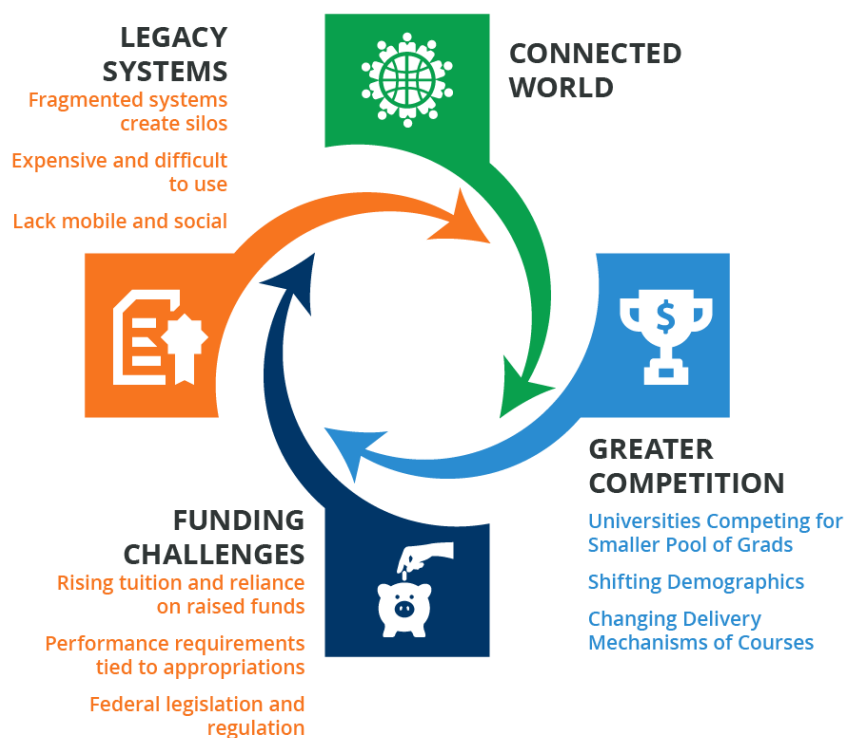 LEGACY
SYSTEMS
Fragmented systems
create silos
Expensive and difficult
to use
Lack mobile and social
CONNECTED
WORLD
$
GREATER
COMPETITION
Universities Competing for
Smaller Pool of Grads
Shifting Demographics
Changing Delivery
Mechanisms of Courses
FUNDING
CHALLENGES
Rising tuition and reliance
on raised funds
Performance requirements
tied to appropriations
Federal legislation and
regulation